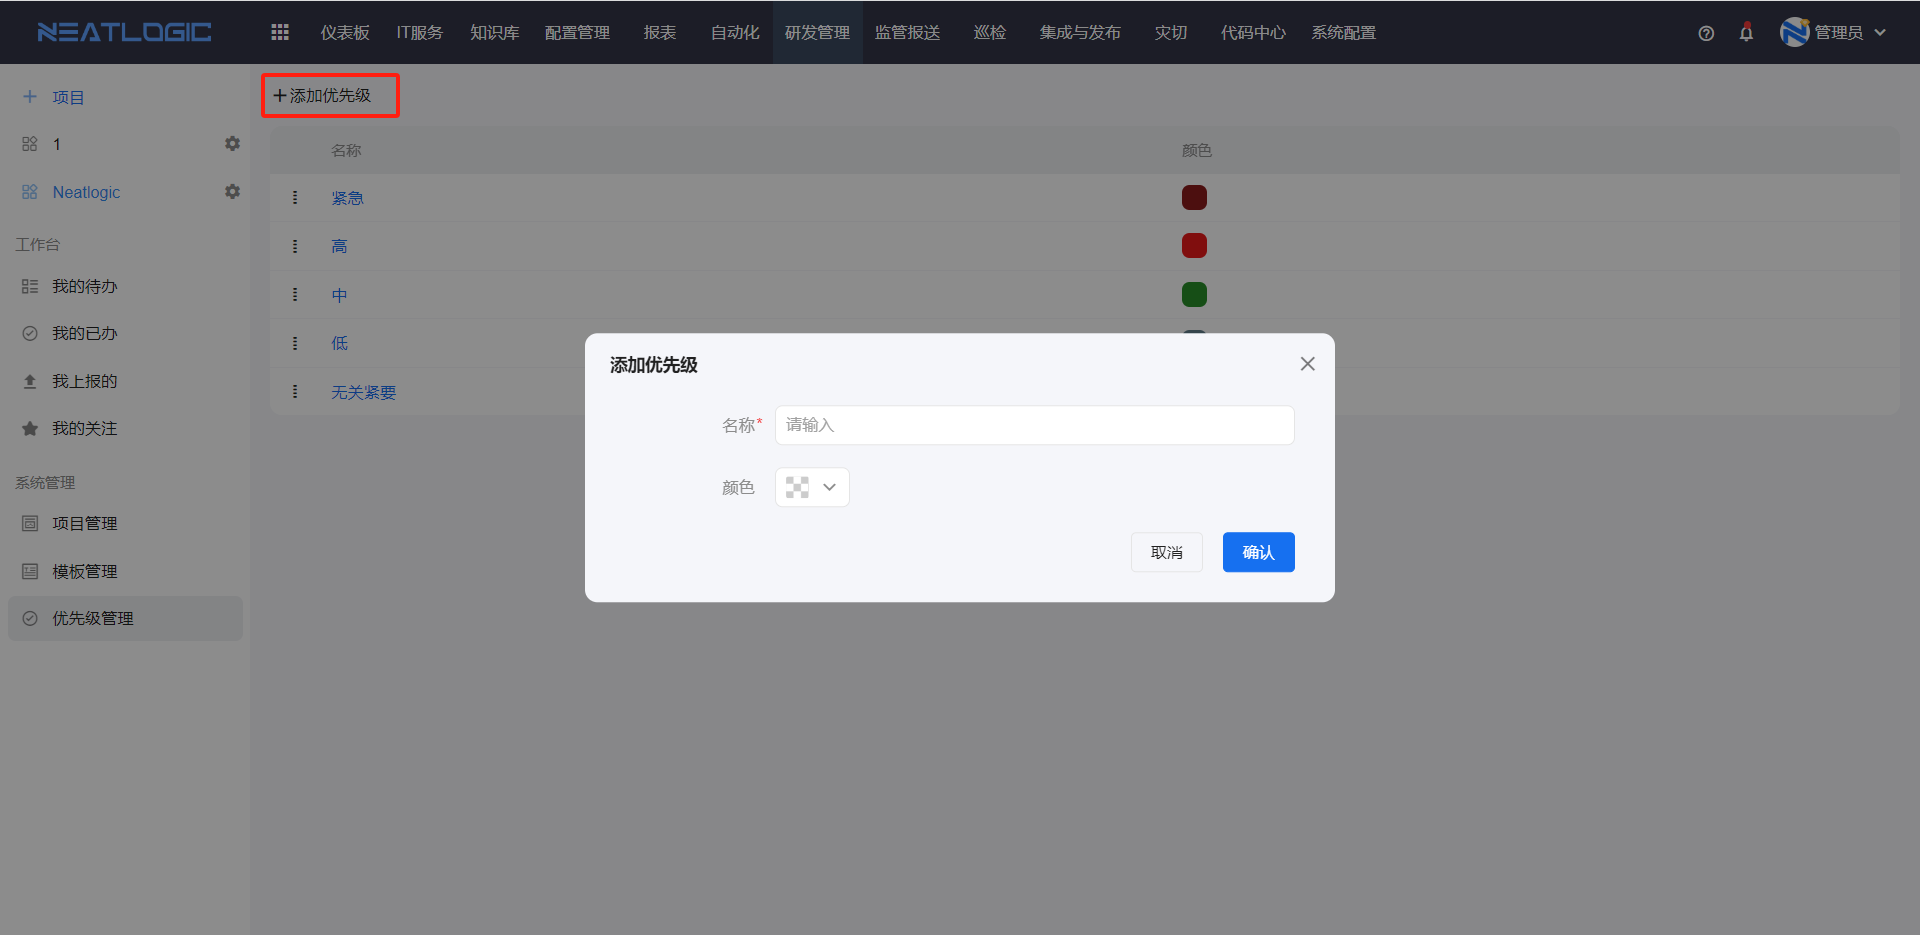 NEATLOGIC
仪表板 IT服务 知识库 配置管理 报表 自动化 研发管理 监管报送 巡检 集成与发布 灾切 代码中心 系统配置 管理员
项目
1
Neatlogic
工作台
我的待办
我的已办
我上报的
我的关注
系统管理
项目管理
模板管理
优先级管理
+添加优先级
名称 颜色
紧急
高
中
低
无关紧要
添加优先级
名称* 请输入
颜色
取消 确认